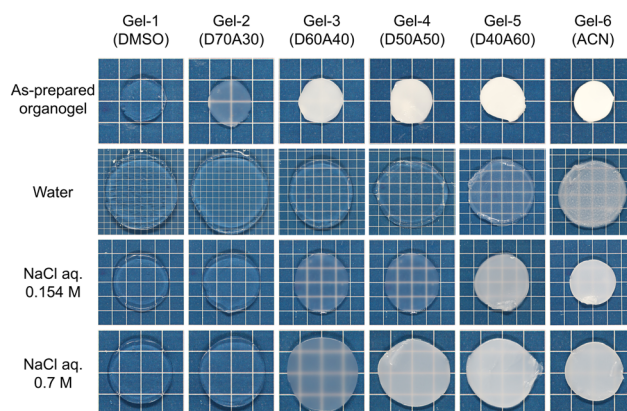 Gel-1 Gel-2 Gel-3 Gel-4 Gel-5 Gel-6
(DMSO) (D70A30) (D60A40) (D50A50) (D40A60) (ACN)
As-prepared
organogel
Water
NaCl aq.
0.154 M
NaCl aq.
0.7 M